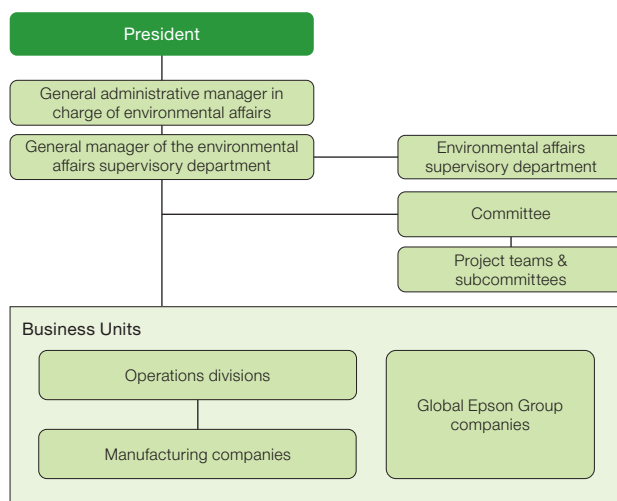 President
General administrative manager in
charge of environmental affairs
General manager of the environmental
affairs supervisory department
Environmental affairs
supervisory department
Committee
Project teams &
subcommittees
Business Units
Operations divisions
Manufacturing companies
Global Epson Group
companies